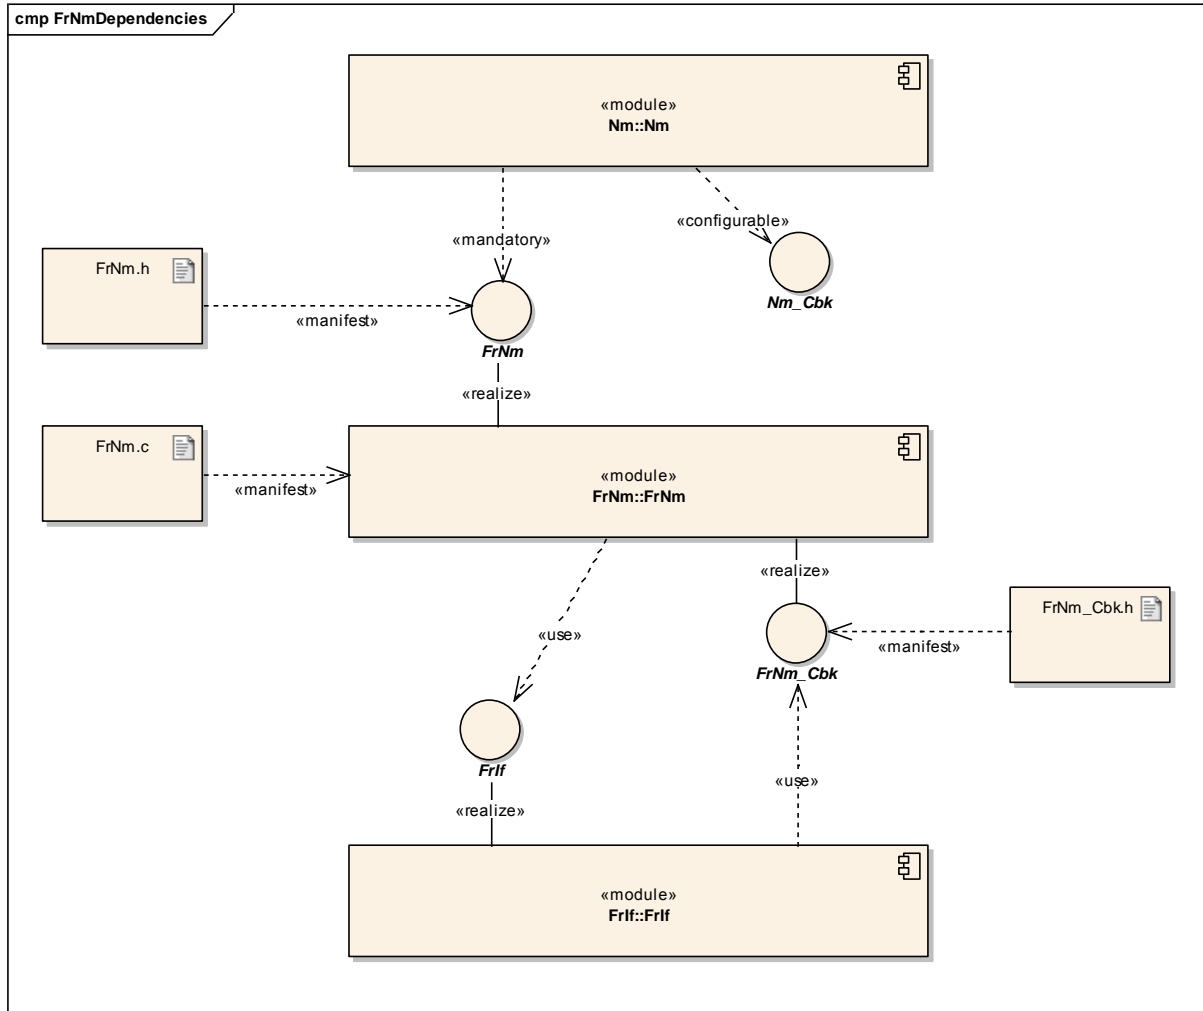 cmp FrNmDependencies
«module»
Nm::Nm
«configurable»
«mandatory»
FrNm.h
Nm_Cbk
«manifest»
FrNm
«realize»
FrNm.c
«module»
«manifest»
FrNm::FrNm
«realize»
FrNm_Cbk.h
«use»
«manifest»
FrNm_Cbk
FrIf
«use»
«realize»
«module»
FrIf::FrIf